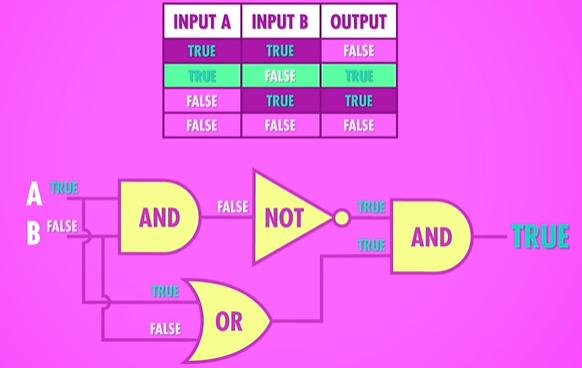 INPUT A INPUT B OUTPUT
TRUE TRUE FALSE
TRUE FALSE TRUE
FALSE TRUE TRUE
FALSE FALSE FALSE
A TRUE
B FALSE
AND
FALSE
NOT
TRUE
TRUE
AND
TRUE
TRUE
FALSE
OR